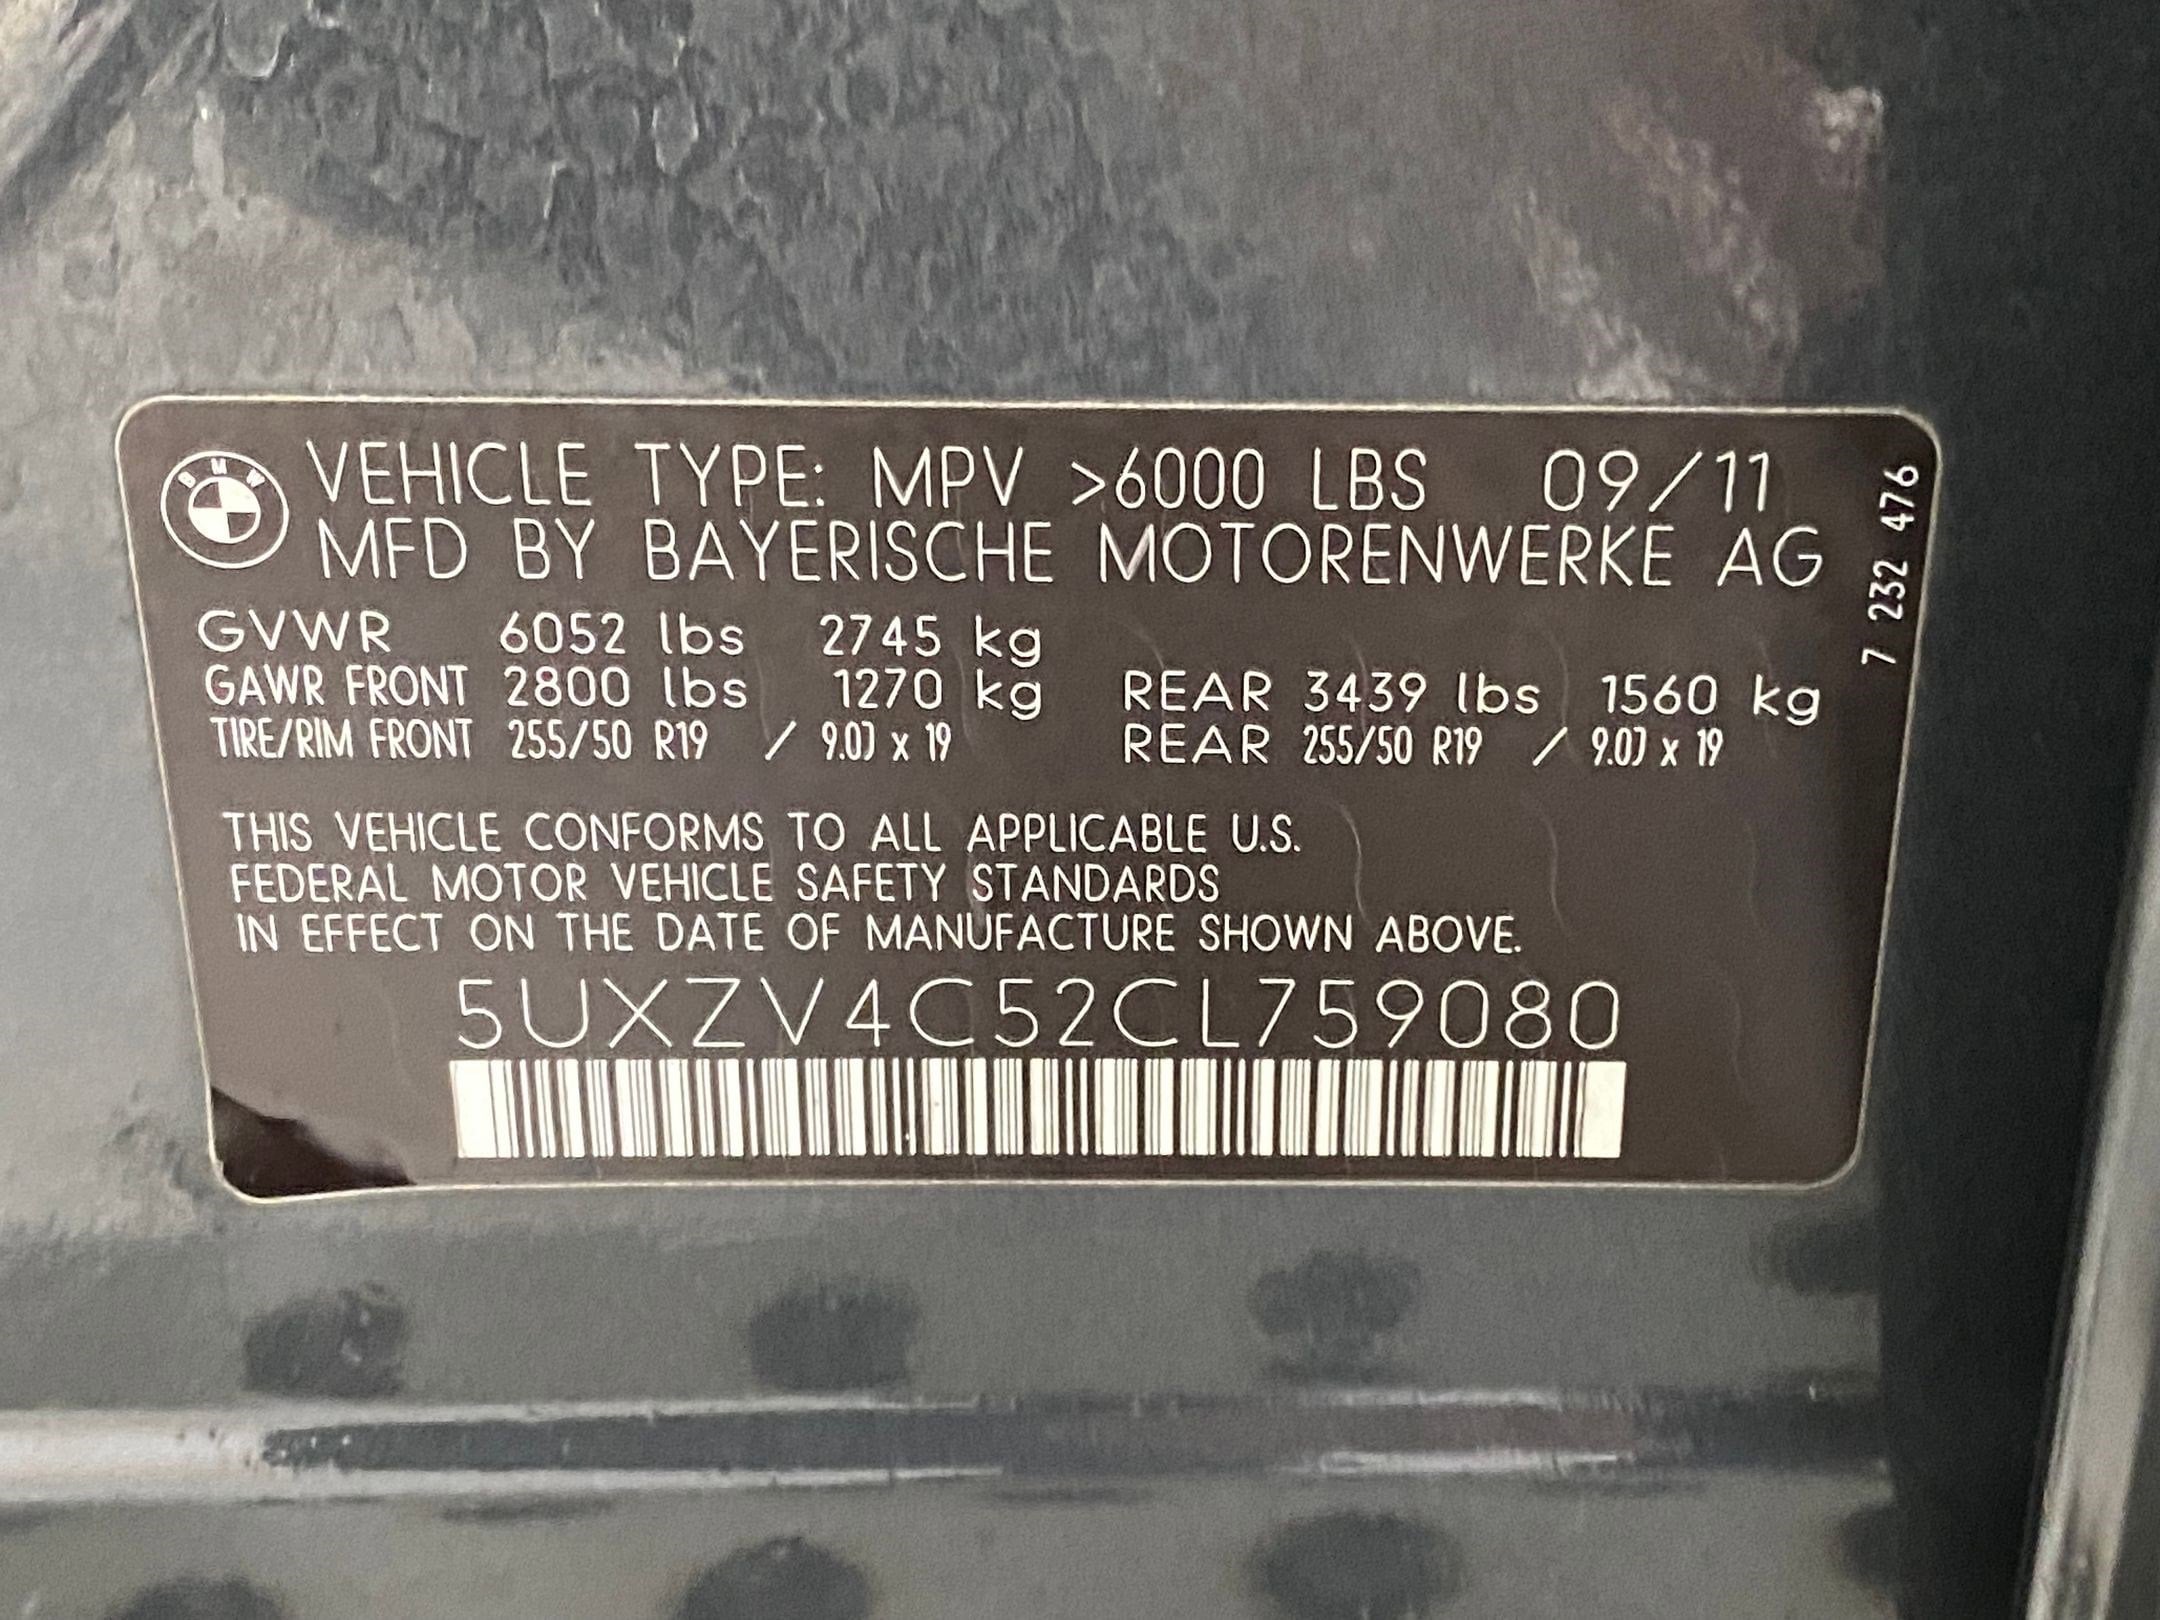 BMW
VEHICLE TYPE: MPV >6000 LBS 09/11
MFD BY BAYERISCHE MOTORENWERKE AG
GVWR 6052 lbs 2745 kg
GAWR FRONT 2800 lbs 1270 kg REAR 3439 lbs 1560 kg
TIRE/RIM FRONT 255/50 R19 / 9.0J x 19 REAR 255/50 R19 / 9.0J x 19
7 232 476
THIS VEHICLE CONFORMS TO ALL APPLICABLE U.S.
FEDERAL MOTOR VEHICLE SAFETY STANDARDS
IN EFFECT ON THE DATE OF MANUFACTURE SHOWN ABOVE.
5UXZV4C52CL759080